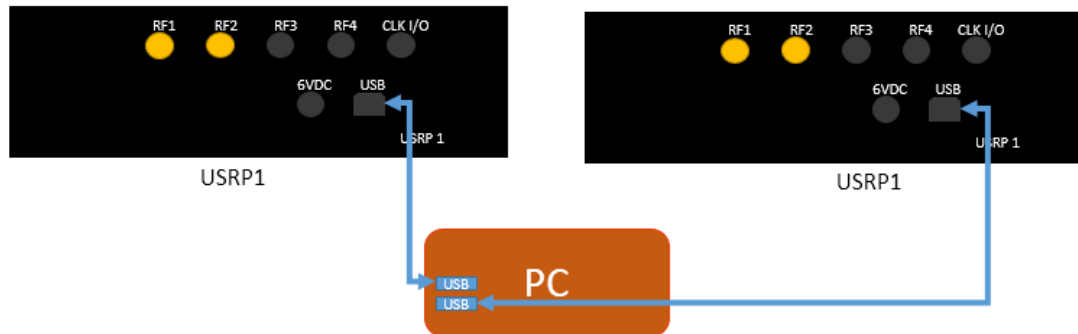 RF1 RF2 RF3 RF4 CLK I/O
6VDC USB
USRP 1
USRP1
RF1 RF2 RF3 RF4 CLK I/O
6VDC USB
USRP 1
USRP1
PC
USB
USB